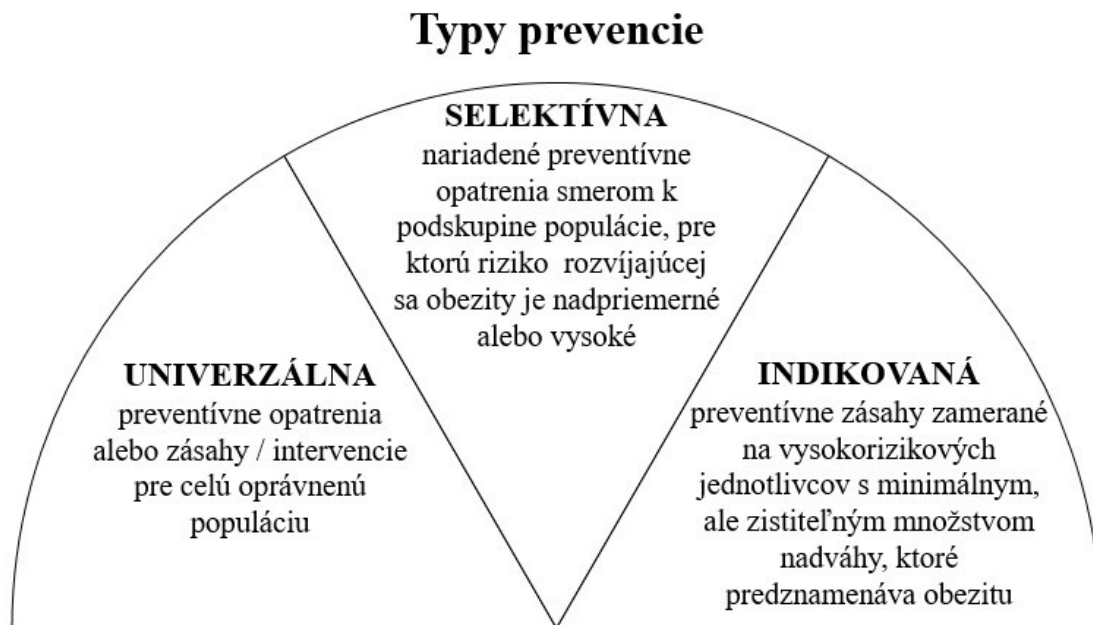 Typy prevencie
UNIVERZÁLNA
preventívne opatrenia
alebo zásahy / intervencie
pre celú oprávnenú
populáciu
SELEKTÍVNA
nariadené preventívne
opatrenia smerom k
podskupine populácie, pre
ktorú riziko rozvíjajúcej
sa obezity je nadpriemerné
alebo vysoké
INDIKOVANÁ
preventívne zásahy zamerané
na vysokorizikových
jednotlivcov s minimálnym,
ale zistiteľným množstvom
nadváhy, ktoré
predznamenáva obezitu